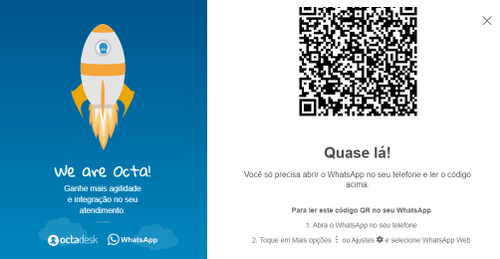 We are Octa!
Ganhe mais agilidade
e integração no seu
atendimento
octadesk
WhatsApp
Quase lá!
Você só precisa abrir o WhatsApp no seu telefone e ler o código
acima.
Para ler este código QR no seu WhatsApp
1. Abra o WhatsApp no seu telefone
2. Toque em Mais opções ⋮ ou Ajustes ⚙ e selecione WhatsApp Web